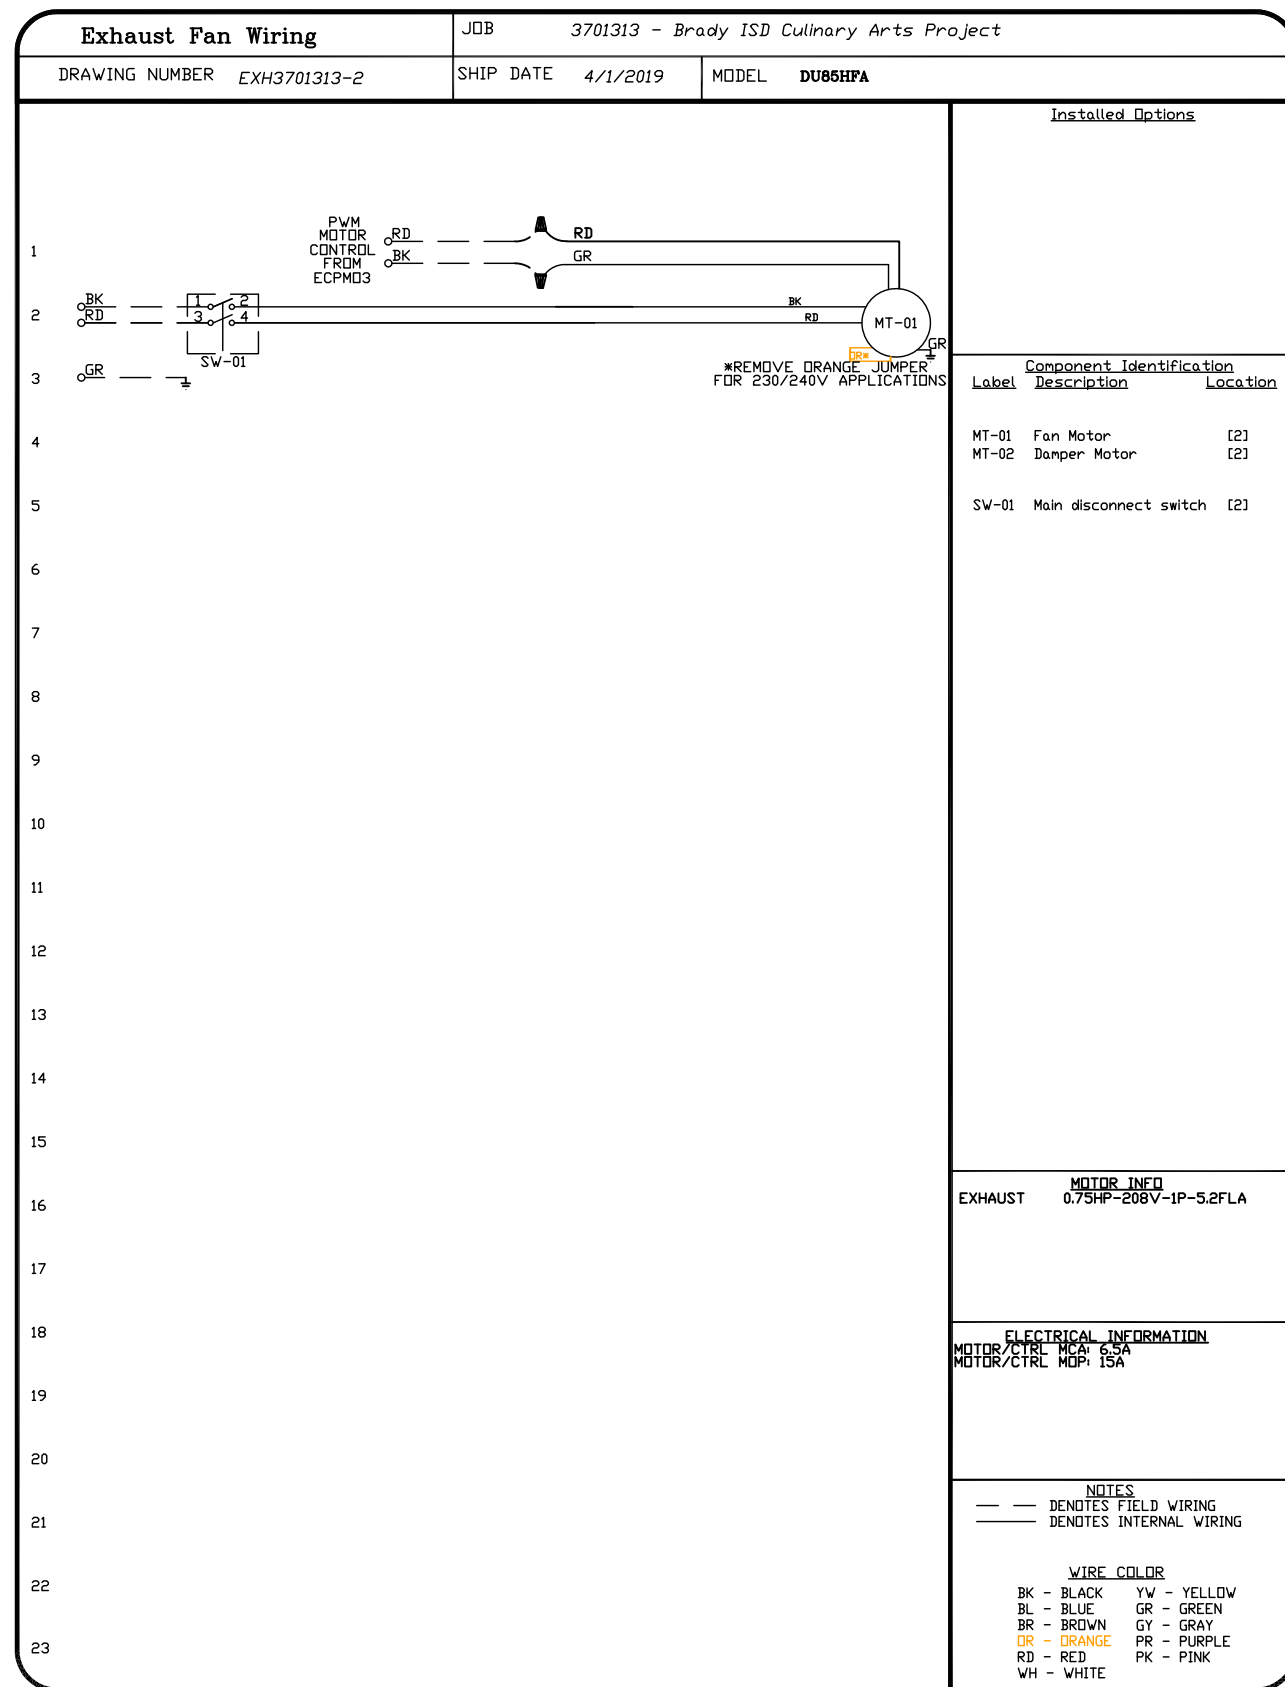 Exhaust Fan Wiring
JOB 3701313 - Brady ISD Culinary Arts Project
DRAWING NUMBER EXH3701313-2
SHIP DATE 4/1/2019
MODEL DU85HFA
Installed Options
PWM
MOTOR
CONTROL
FROM
ECPM03
RD
BK
RD
GR
1
BK
RD
1 2
3 4
SW-01
BK
RD
MT-01
GR
OR*
2
*REMOVE ORANGE JUMPER
FOR 230/240V APPLICATIONS
GR
3
4
5
6
7
8
9
10
11
12
13
14
15
16
17
18
19
20
21
22
23
Component Identification
Label Description Location
MT-01 Fan Motor [2]
MT-02 Damper Motor [2]
SW-01 Main disconnect switch [2]
MOTOR INFO
EXHAUST 0.75HP-208V-1P-5.2FLA
ELECTRICAL INFORMATION
MOTOR/CTRL MCA: 6.5A
MOTOR/CTRL MOP: 15A
NOTES
DENOTES FIELD WIRING
DENOTES INTERNAL WIRING
WIRE COLOR
BK - BLACK YW - YELLOW
BL - BLUE GR - GREEN
BR - BROWN GY - GRAY
OR - ORANGE PR - PURPLE
RD - RED PK - PINK
WH - WHITE